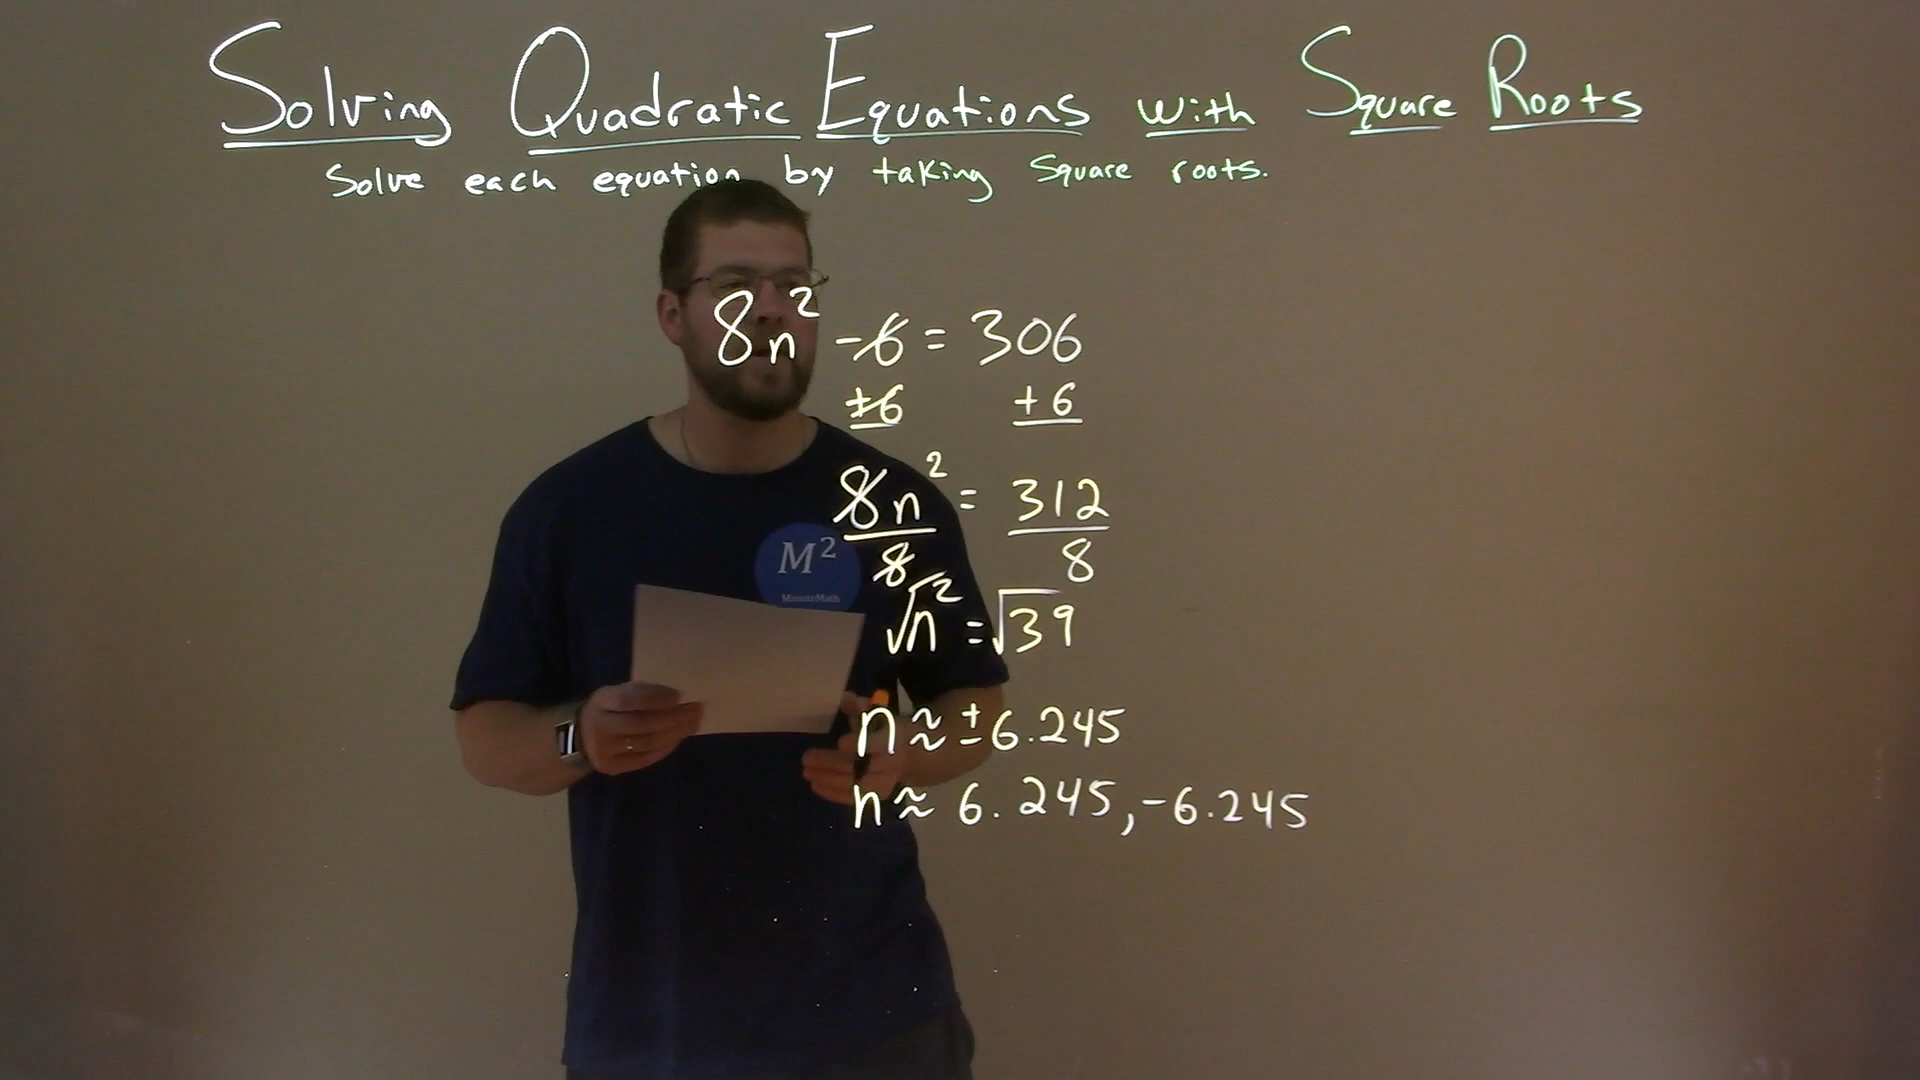 Solving Quadratic Equations with Square Roots
Solve each equation by taking square roots.
8n² - 6 = 306
+6 +6
8n² = 312
8 8
√n² = √39
n ≈ ±6.245
n ≈ 6.245, -6.245
M²
MinuteMath